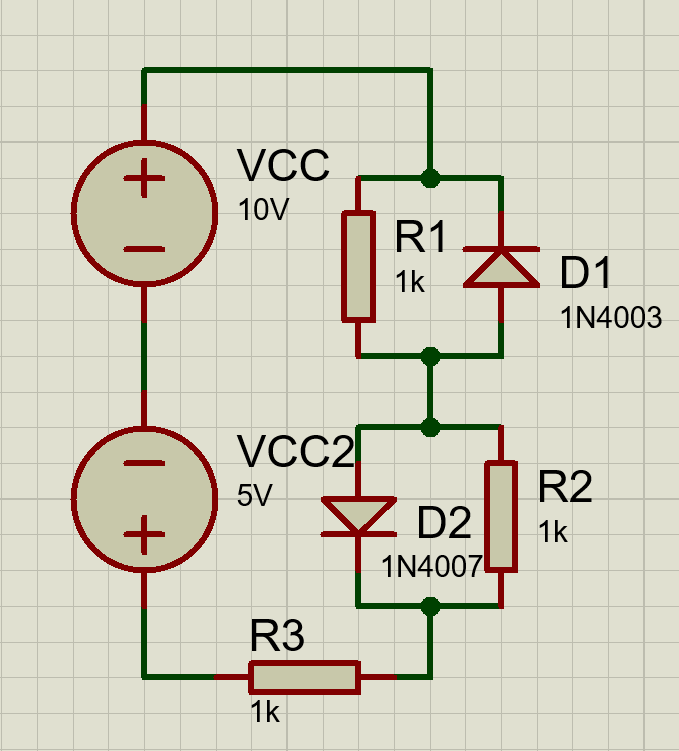 VCC
10V
R1
1k
D1
1N4003
VCC2
5V
D2
1N4007
R2
1k
R3
1k